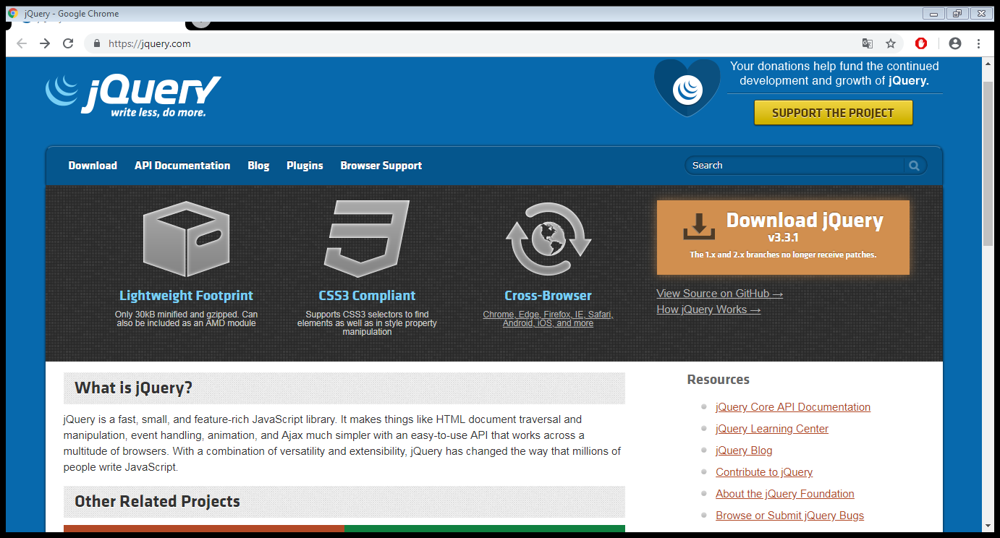 jQuery - Google Chrome
https://jquery.com
jQuery
write less, do more.
Your donations help fund the continued
development and growth of jQuery.
SUPPORT THE PROJECT
Download API Documentation Blog Plugins Browser Support
Search
Lightweight Footprint
Only 30kB minified and gzipped. Can
also be included as an AMD module
CSS3 Compliant
Supports CSS3 selectors to find
elements as well as in style property
manipulation
Cross-Browser
Chrome, Edge, Firefox, IE, Safari,
Android, iOS, and more
Download jQuery
v3.3.1
The 1.x and 2.x branches no longer receive patches.
View Source on GitHub →
How jQuery Works →
What is jQuery?
jQuery is a fast, small, and feature-rich JavaScript library. It makes things like HTML document traversal and
manipulation, event handling, animation, and Ajax much simpler with an easy-to-use API that works across a
multitude of browsers. With a combination of versatility and extensibility, jQuery has changed the way that millions of
people write JavaScript.
Other Related Projects
Resources
jQuery Core API Documentation
jQuery Learning Center
jQuery Blog
Contribute to jQuery
About the jQuery Foundation
Browse or Submit jQuery Bugs